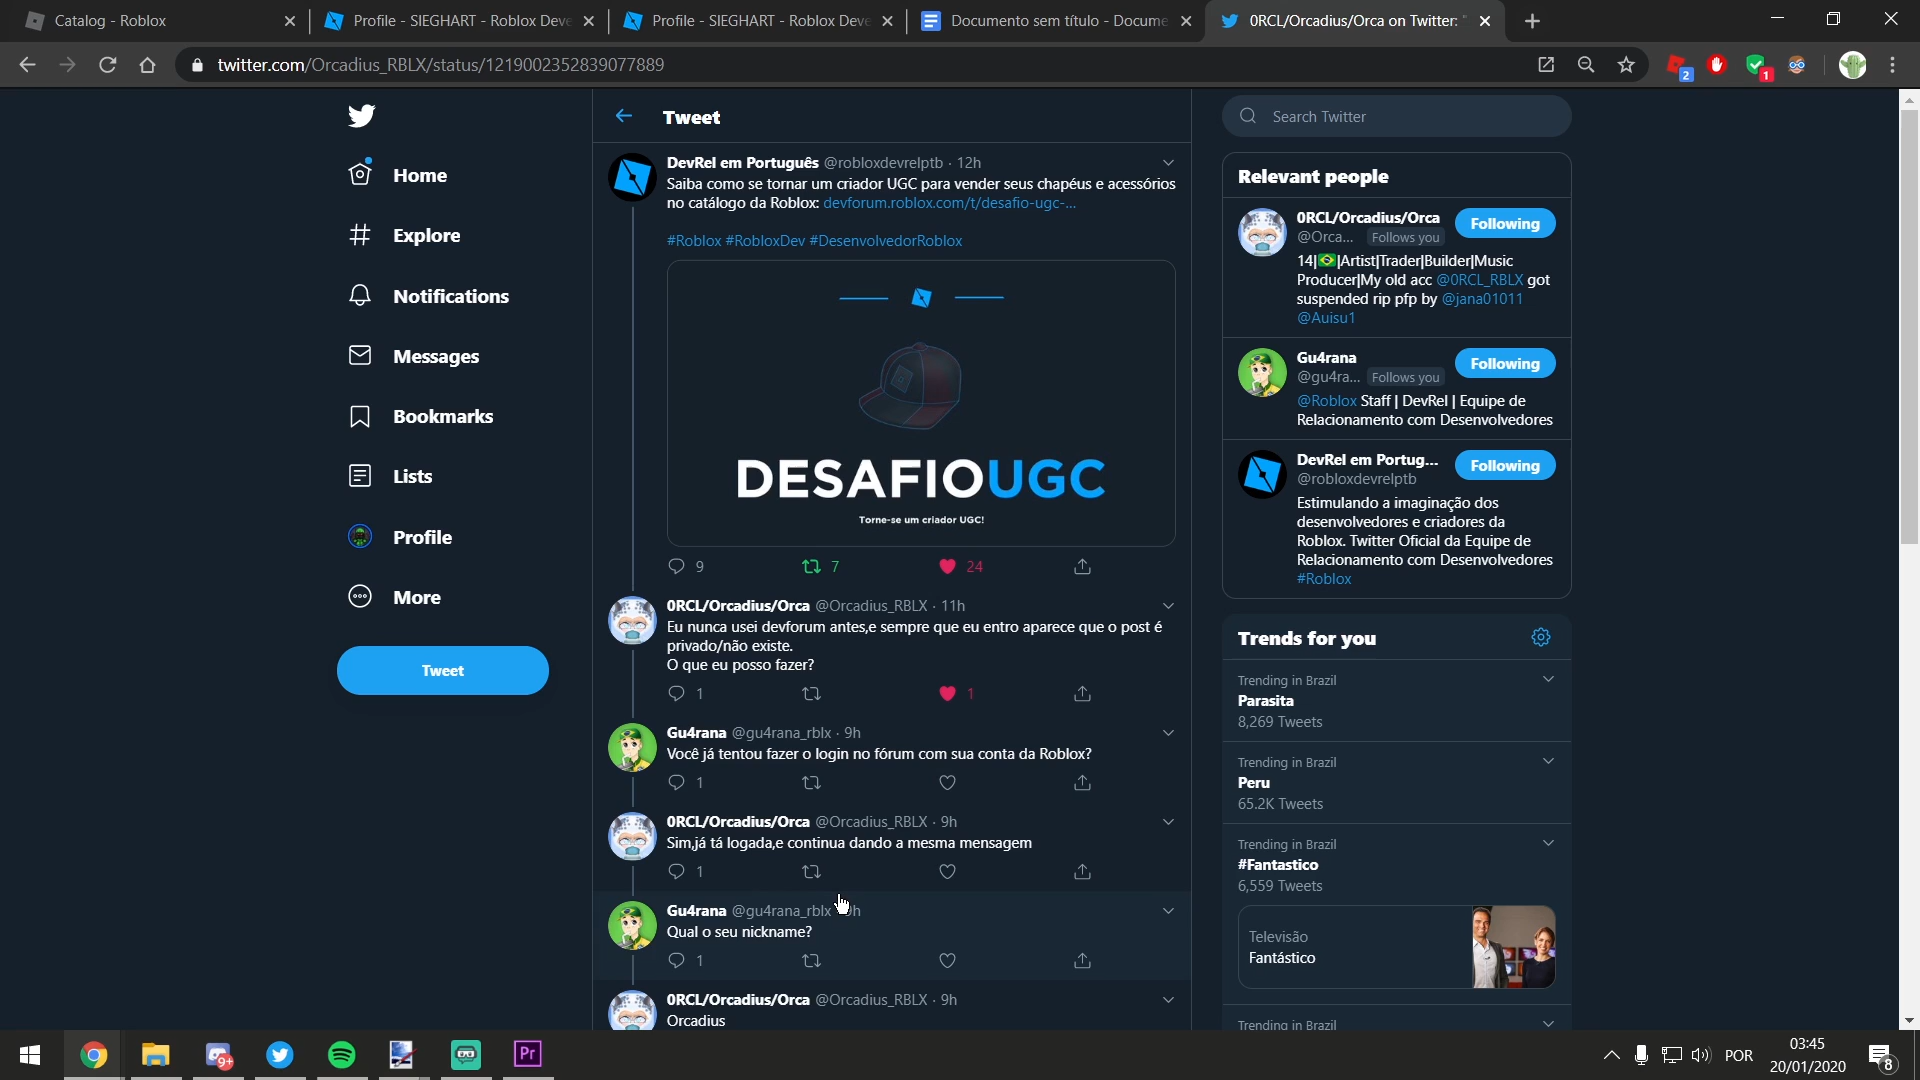 Catalog - Roblox
Profile - SIEGHART - Roblox Deve
Profile - SIEGHART - Roblox Deve
Documento sem título - Docume
0RCL/Orcadius/Orca on Twitter: "
twitter.com/Orcadius_RBLX/status/1219002352839077889
2
1
Home
Explore
Notifications
Messages
Bookmarks
Lists
Profile
More
Tweet
Tweet
DevRel em Português @robloxdevrelptb · 12h
Saiba como se tornar um criador UGC para vender seus chapéus e acessórios
no catálogo da Roblox: devforum.roblox.com/t/desafio-ugc-...
#Roblox #RobloxDev #DesenvolvedorRoblox
DESAFIOUGC
Torne-se um criador UGC!
9 7 24
0RCL/Orcadius/Orca @Orcadius_RBLX · 11h
Eu nunca usei devforum antes,e sempre que eu entro aparece que o post é
privado/não existe.
O que eu posso fazer?
1 1
Gu4rana @gu4rana_rblx · 9h
Você já tentou fazer o login no fórum com sua conta da Roblox?
1
0RCL/Orcadius/Orca @Orcadius_RBLX · 9h
Sim,já tá logada,e continua dando a mesma mensagem
1
Gu4rana @gu4rana_rblx
Qual o seu nickname?
1
0RCL/Orcadius/Orca @Orcadius_RBLX · 9h
Orcadius
Search Twitter
Relevant people
0RCL/Orcadius/Orca
@Orca... Follows you
Following
14|🇧🇷|Artist|Trader|Builder|Music
Producer|My old acc @0RCL_RBLX got
suspended rip pfp by @jana01011
@Auisu1
Gu4rana
@gu4ra... Follows you
Following
@Roblox Staff | DevRel | Equipe de
Relacionamento com Desenvolvedores
DevRel em Portug...
@robloxdevrelptb
Following
Estimulando a imaginação dos
desenvolvedores e criadores da
Roblox. Twitter Oficial da Equipe de
Relacionamento com Desenvolvedores
#Roblox
Trends for you
Trending in Brazil
Parasita
8,269 Tweets
Trending in Brazil
Peru
65.2K Tweets
Trending in Brazil
#Fantastico
6,559 Tweets
Televisão
Fantástico
Trending in Brazil
9+
Pr
POR
03:45
20/01/2020
8